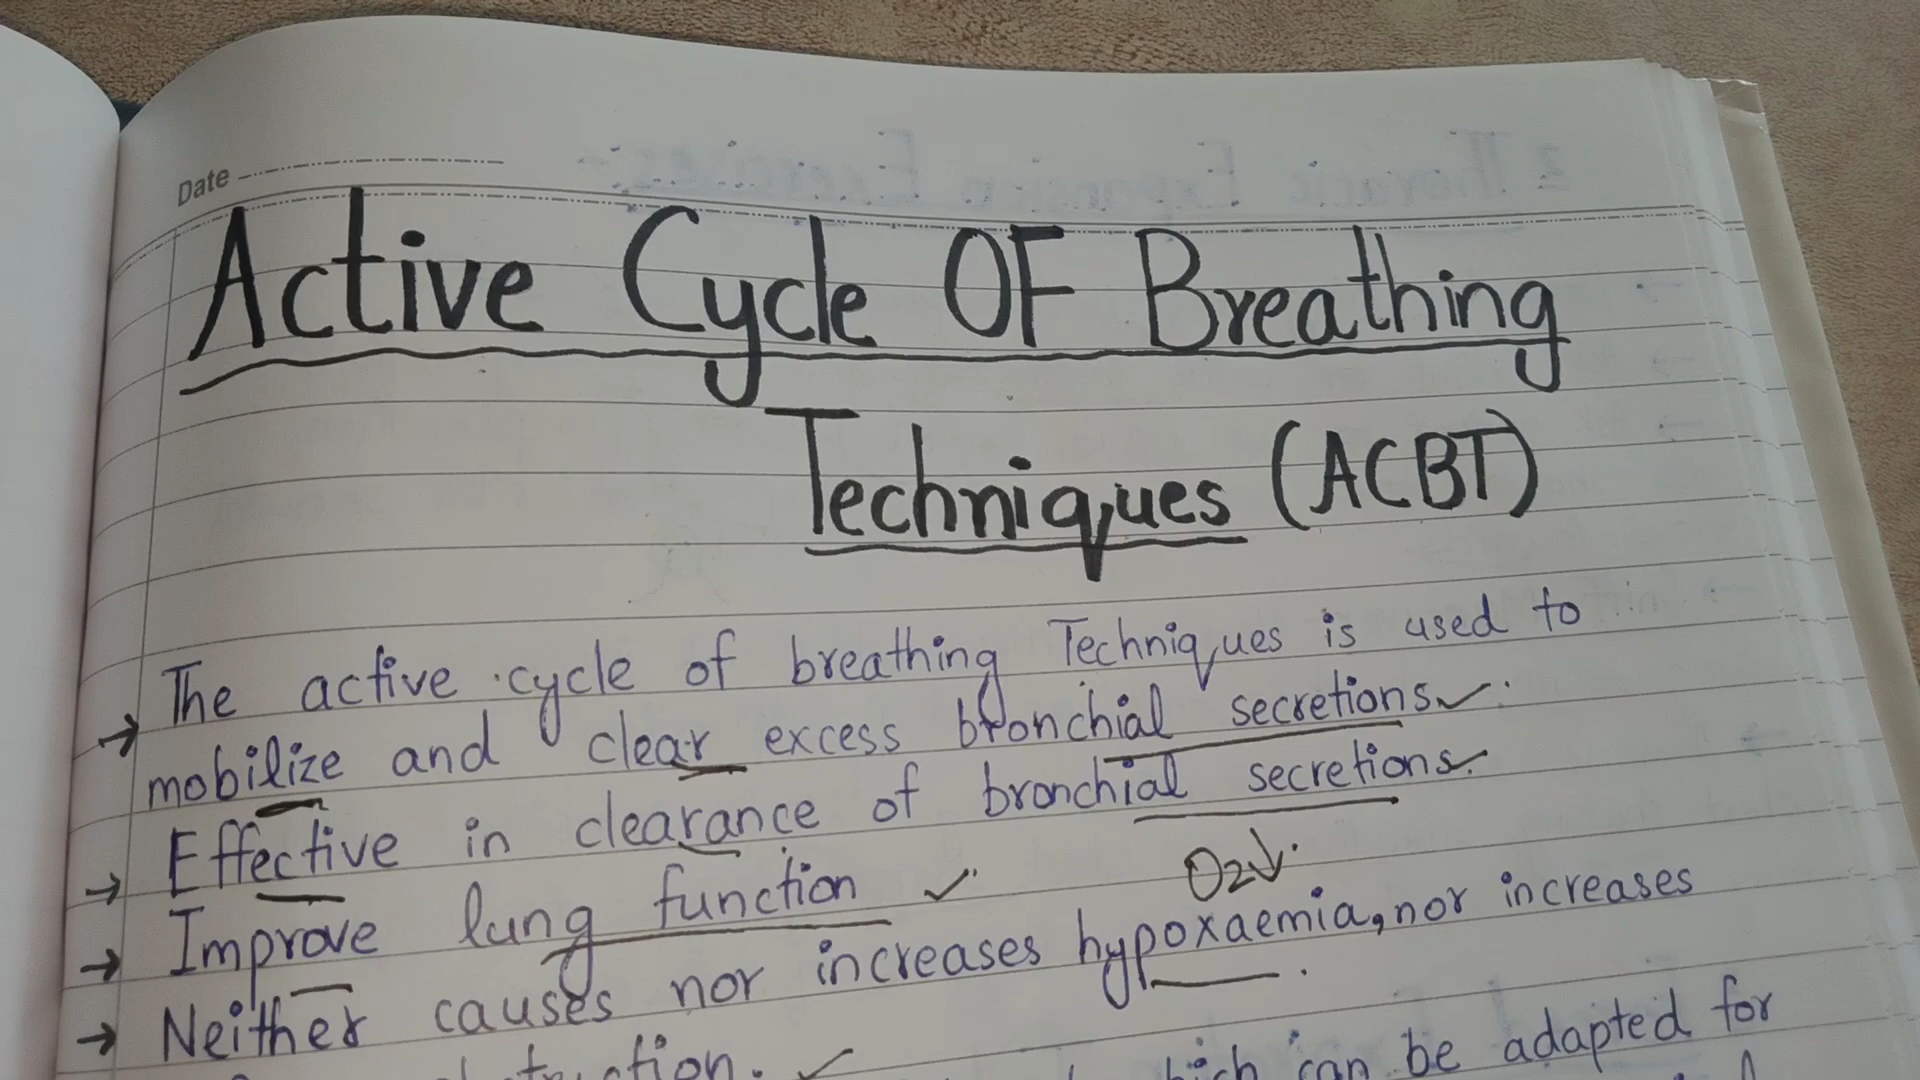 Date
Active Cycle OF Breathing
Techniques (ACBT)
→ The active cycle of breathing Techniques is used to
mobilize and clear excess bronchial secretions ✓
→ Effective in clearance of bronchial secretions.
→ Improve lung function ✓
O2↓
→ Neither causes nor increases hypoxaemia, nor increases
can be adapted for